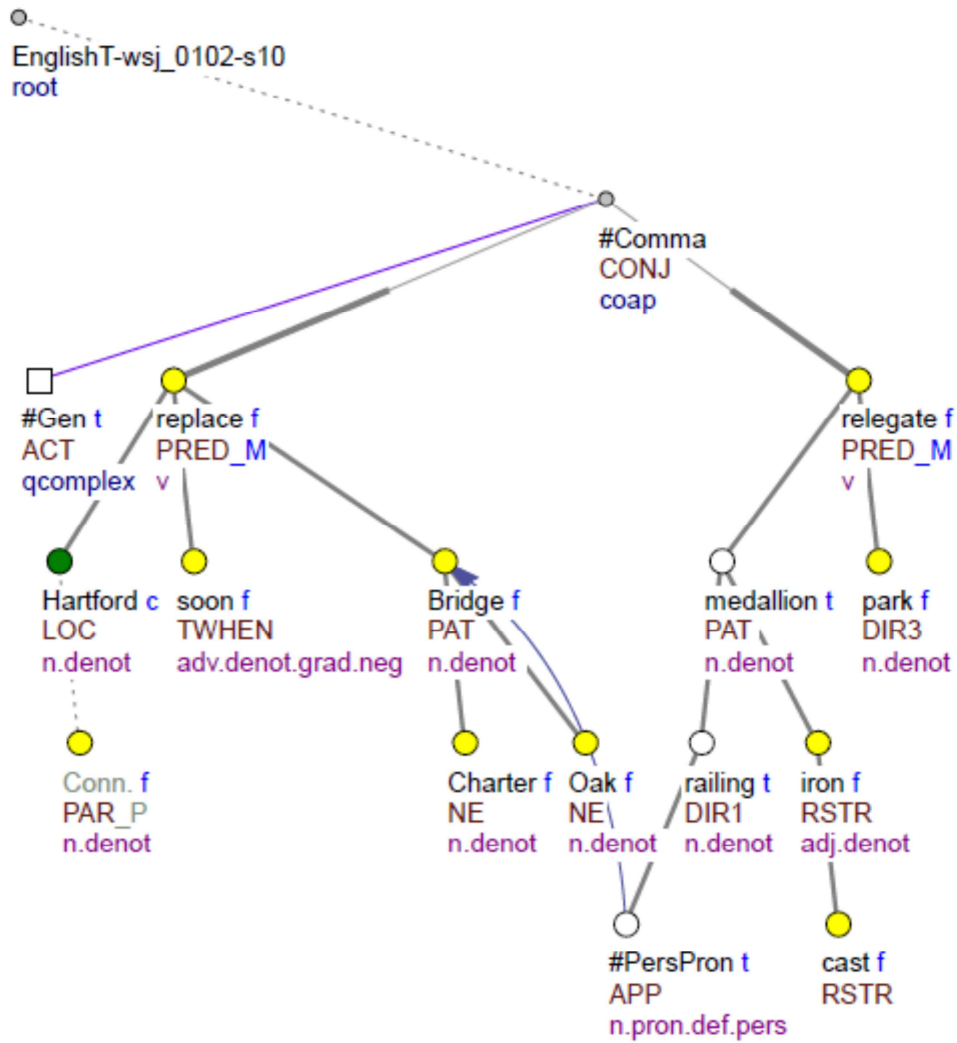 EnglishT-wsj_0102-s10
root
#Comma
CONJ
coap
#Gen t
ACT
qcomplex
replace f
PRED_M
v
relegate f
PRED_M
v
Hartford c
LOC
n.denot
soon f
TWHEN
adv.denot.grad.neg
Bridge f
PAT
n.denot
medallion t
PAT
n.denot
park f
DIR3
n.denot
Conn. f
PAR_P
n.denot
Charter f
NE
n.denot
Oak f
NE
n.denot
railing t
DIR1
n.denot
iron f
RSTR
adj.denot
#PersPron t
APP
n.pron.def.pers
cast f
RSTR